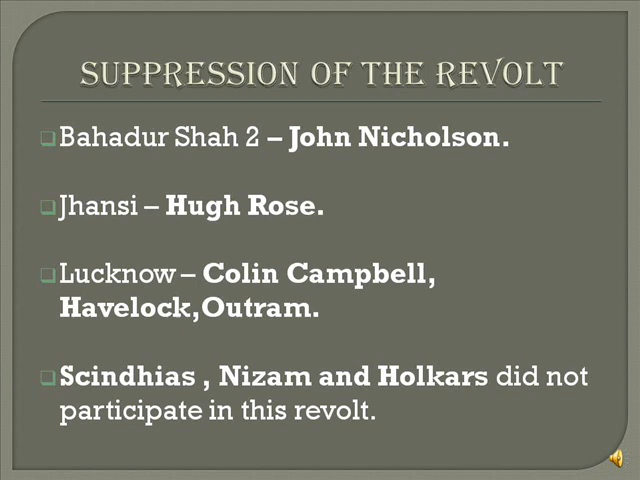 SUPPRESSION OF THE REVOLT
Bahadur Shah 2 – John Nicholson.
Jhansi – Hugh Rose.
Lucknow – Colin Campbell,
Havelock,Outram.
Scindhias , Nizam and Holkars did not
participate in this revolt.